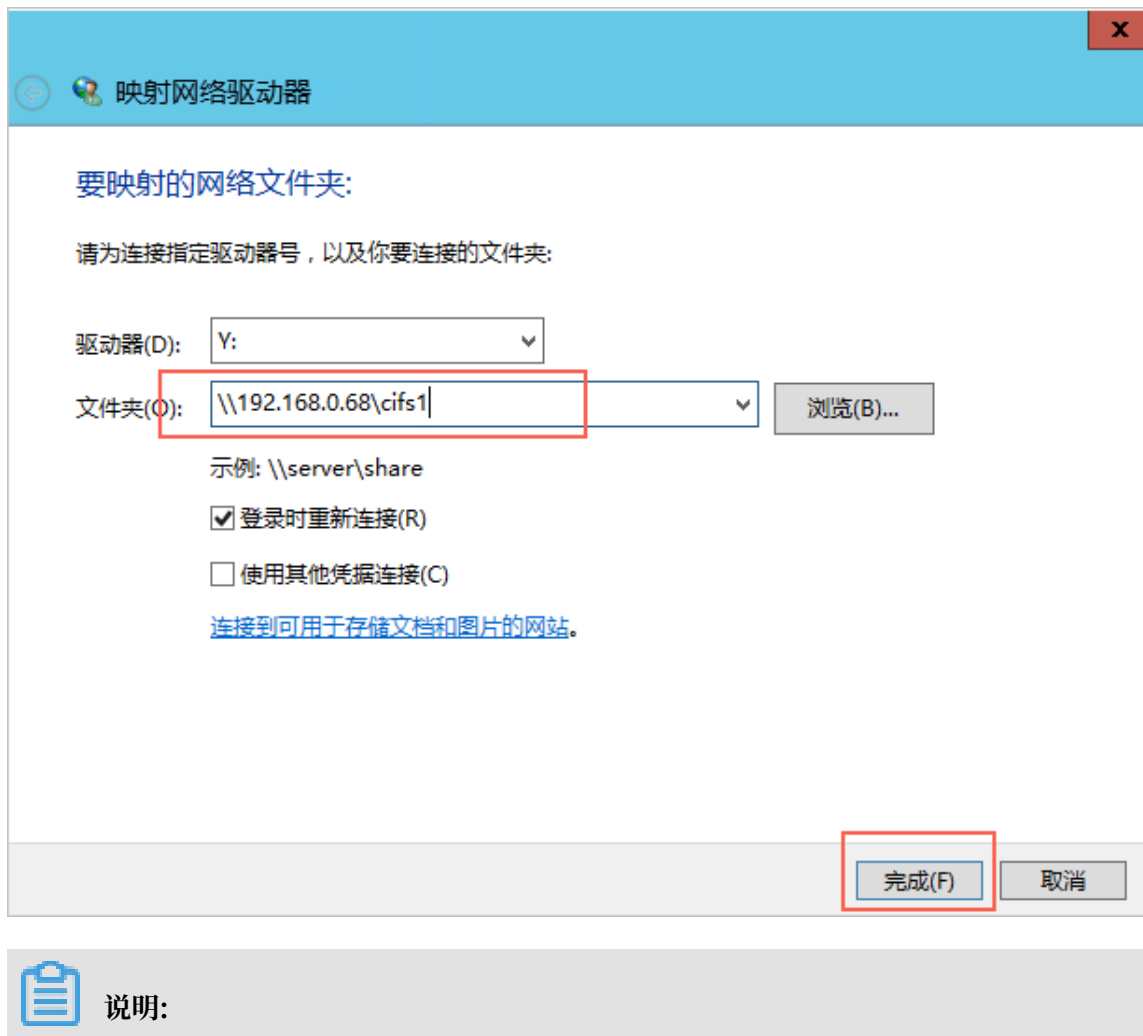 x
映射网络驱动器
要映射的网络文件夹:
请为连接指定驱动器号，以及你要连接的文件夹:
驱动器(D): Y:
文件夹(O): \\192.168.0.68\cifs1 浏览(B)...
示例: \\server\share
登录时重新连接(R)
使用其他凭据连接(C)
连接到可用于存储文档和图片的网站。
完成(F) 取消
说明: